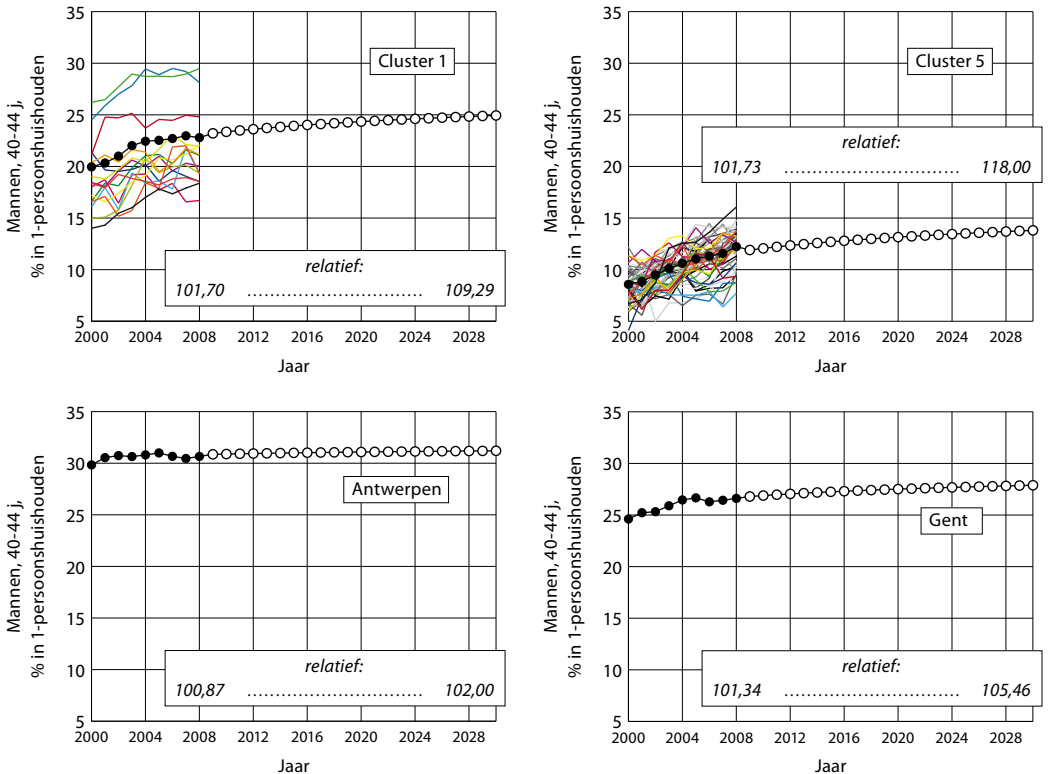 Mannen, 40-44 j,
% in 1-persoonshuishouden
35
30
25
20
15
10
5
Cluster 1
relatief:
101,70 ............................... 109,29
2000 2004 2008 2012 2016 2020 2024 2028
Jaar
Mannen, 40-44 j,
% in 1-persoonshuishouden
35
30
25
20
15
10
5
Cluster 5
relatief:
101,73 ............................... 118,00
2000 2004 2008 2012 2016 2020 2024 2028
Jaar
Mannen, 40-44 j,
% in 1-persoonshuishouden
35
30
25
20
15
10
5
Antwerpen
relatief:
100,87 ............................... 102,00
2000 2004 2008 2012 2016 2020 2024 2028
Jaar
Mannen, 40-44 j,
% in 1-persoonshuishouden
35
30
25
20
15
10
5
Gent
relatief:
101,34 ............................... 105,46
2000 2004 2008 2012 2016 2020 2024 2028
Jaar